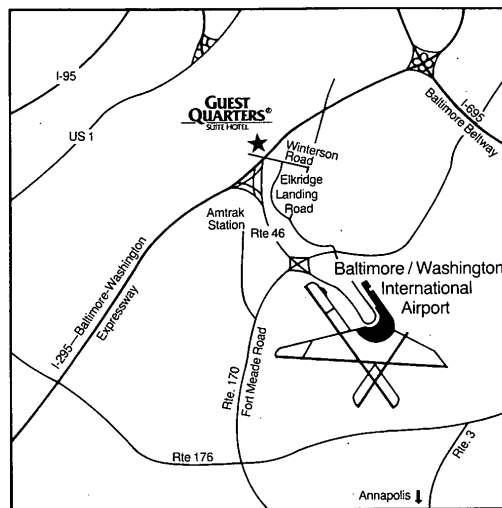 I-95
US 1
GUEST
QUARTERS®
SUITE HOTEL
I-695
Baltimore Beltway
Winterson
Road
Elkridge
Landing
Road
Amtrak
Station
Rte 46
Baltimore / Washington
International
Airport
I-295—Baltimore-Washington
Expressway
Rte. 170
Fort Meade Road
Rte 176
Rte. 3
Annapolis